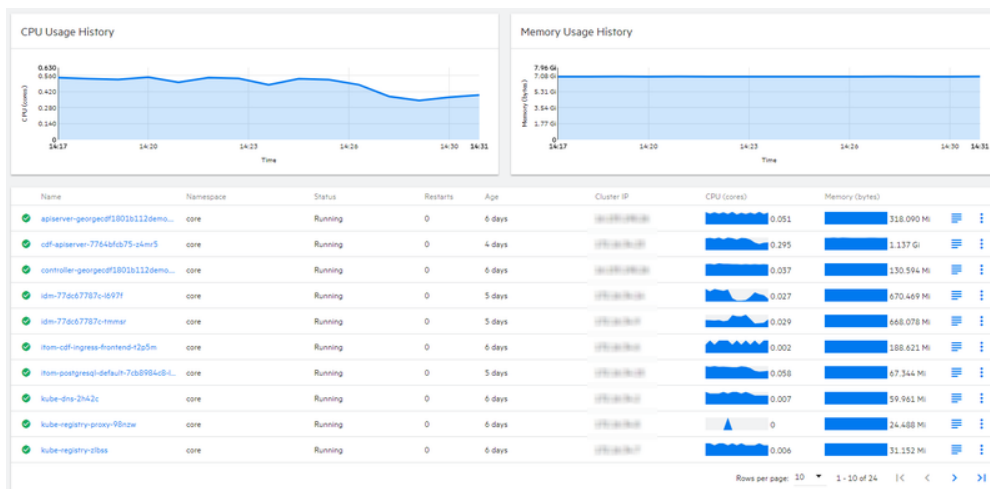 CPU Usage History
CPU (cores)
0.630
0.560
0.420
0.280
0.140
0
14:17 14:20 14:23 14:26 14:30 14:31
Time
Memory Usage History
Memory (bytes)
7.96 Gi
7.08 Gi
5.31 Gi
3.54 Gi
1.77 Gi
0
14:17 14:20 14:23 14:26 14:30 14:31
Time
Name Namespace Status Restarts Age Cluster IP CPU (cores) Memory (bytes)
apiserver-georgecdf1801b112demo... core Running 0 6 days 0.051 318.090 Mi
cdf-apiserver-7764bfcb75-z4mr5 core Running 0 4 days 0.295 1.137 Gi
controller-georgecdf1801b112demo... core Running 0 6 days 0.037 130.594 Mi
idm-77dc67787c-l697f core Running 0 5 days 0.027 670.469 Mi
idm-77dc67787c-tmmsr core Running 0 5 days 0.029 668.078 Mi
itom-cdf-ingress-frontend-t2p5m core Running 0 6 days 0.002 188.621 Mi
itom-postgresql-default-7cb8984c8-l... core Running 0 5 days 0.058 67.344 Mi
kube-dns-2h42c core Running 0 6 days 0.007 59.961 Mi
kube-registry-proxy-98nzw core Running 0 6 days 0 24.488 Mi
kube-registry-zlbss core Running 0 6 days 0.006 31.152 Mi
Rows per page: 10 1 - 10 of 24